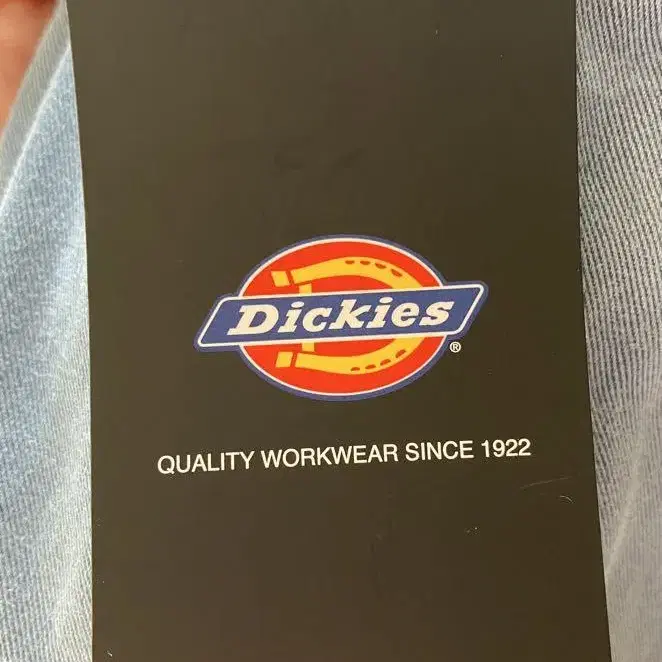 Dickies
®
QUALITY WORKWEAR SINCE 1922